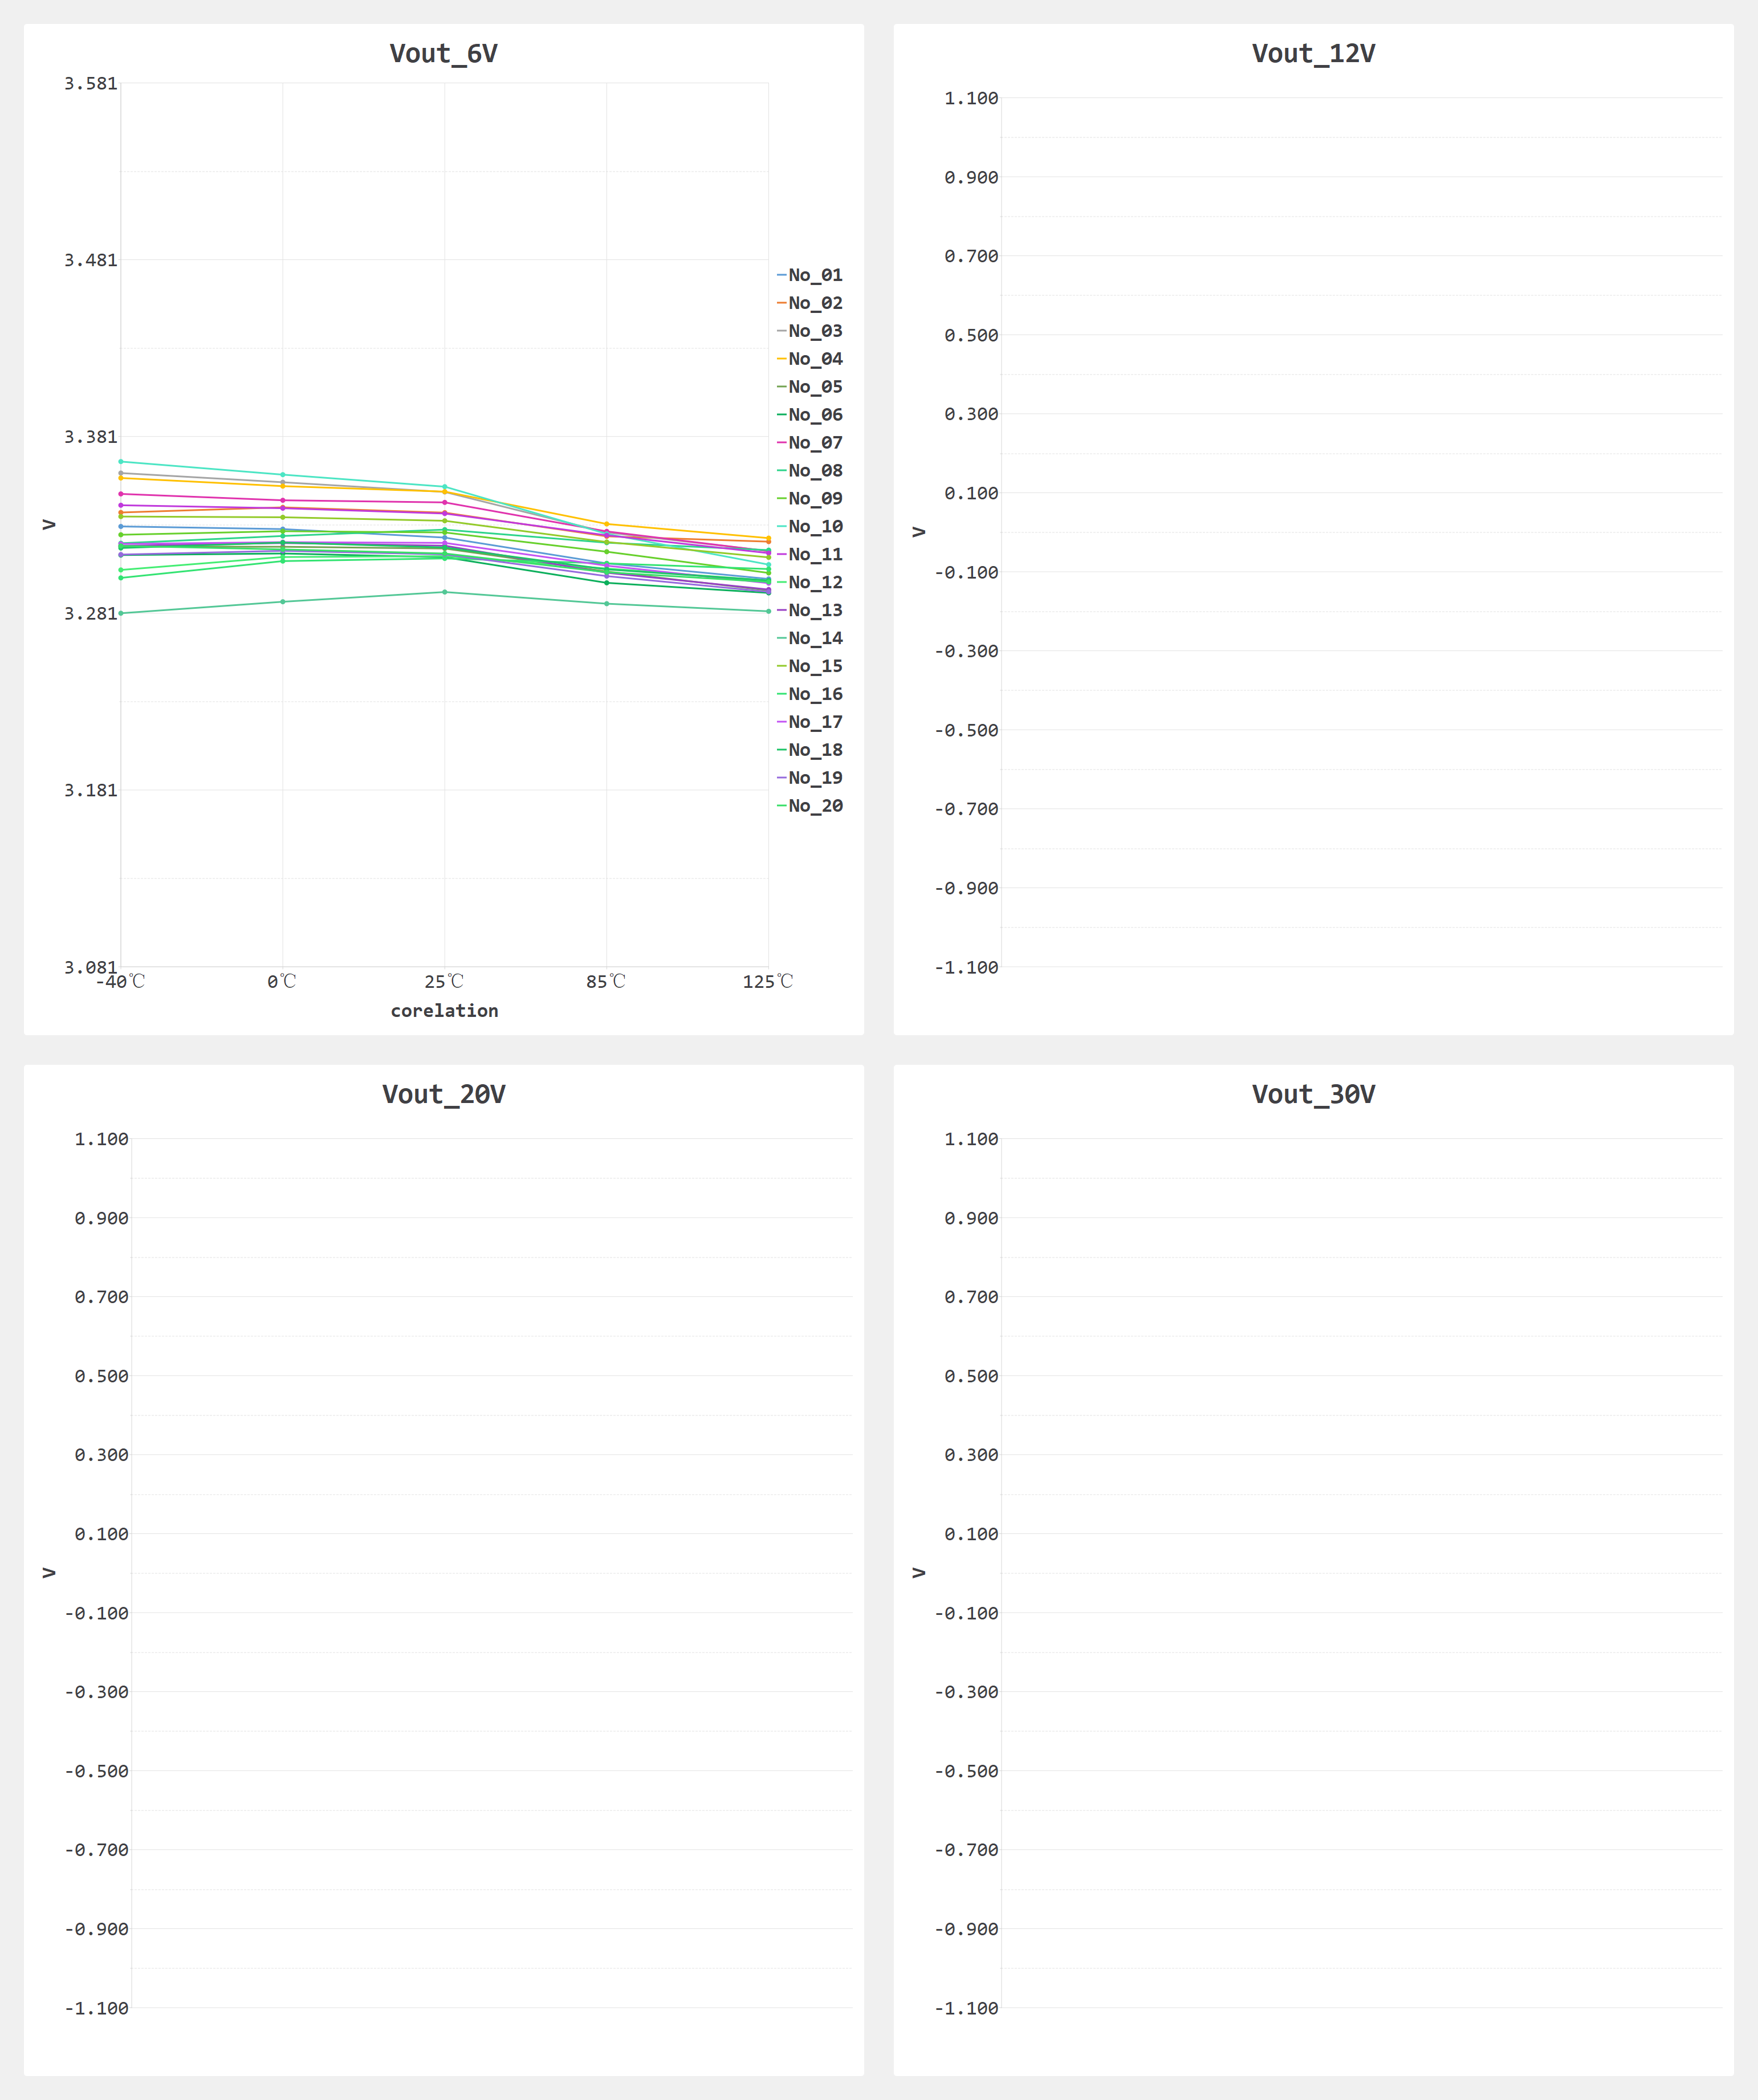 Vout_6V
3.581
3.481
3.381
3.281
3.181
3.081
V
-40℃
0℃
25℃
85℃
125℃
corelation
No_01
No_02
No_03
No_04
No_05
No_06
No_07
No_08
No_09
No_10
No_11
No_12
No_13
No_14
No_15
No_16
No_17
No_18
No_19
No_20
Vout_12V
1.100
0.900
0.700
0.500
0.300
0.100
-0.100
-0.300
-0.500
-0.700
-0.900
-1.100
V
Vout_20V
1.100
0.900
0.700
0.500
0.300
0.100
-0.100
-0.300
-0.500
-0.700
-0.900
-1.100
V
Vout_30V
1.100
0.900
0.700
0.500
0.300
0.100
-0.100
-0.300
-0.500
-0.700
-0.900
-1.100
V